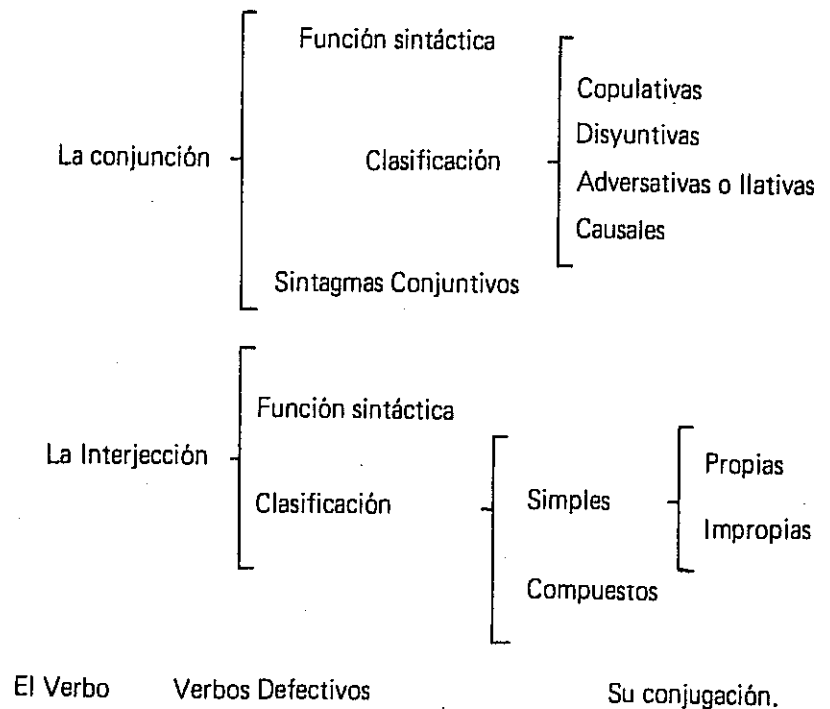 Función sintáctica
Copulativas
Disyuntivas
La conjunción
Clasificación
Adversativas o Ilativas
Causales
Sintagmas Conjuntivos
Función sintáctica
La Interjección
Propias
Clasificación
Simples
Impropias
Compuestos
El Verbo Verbos Defectivos Su conjugación.